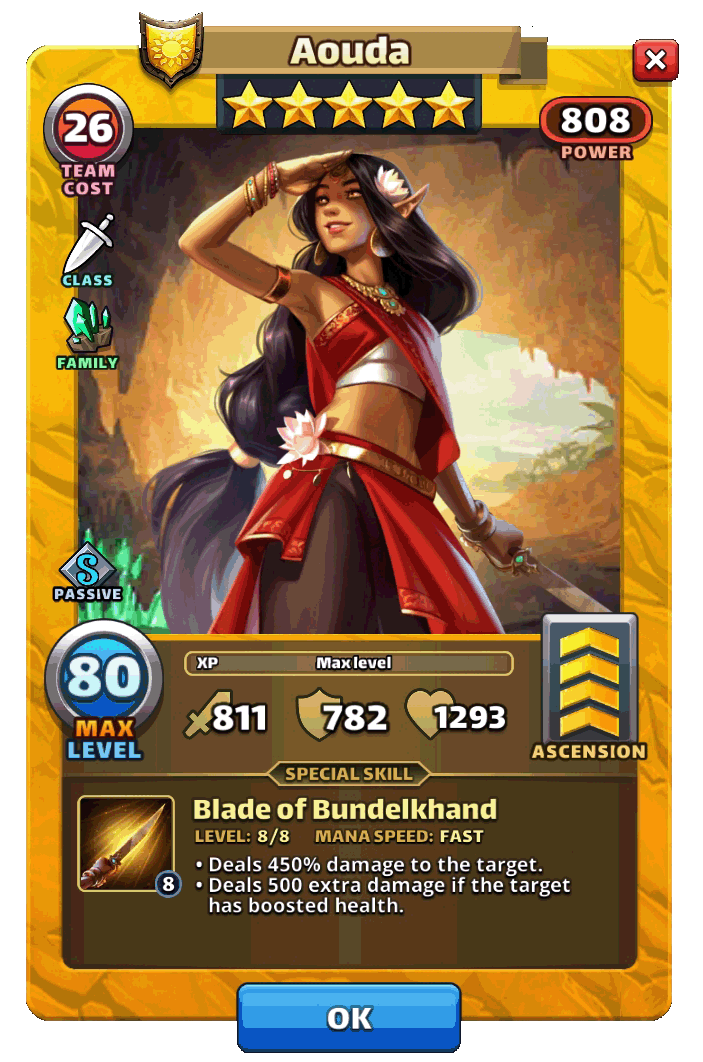 Aouda
26
TEAM
COST
808
POWER
CLASS
FAMILY
S
PASSIVE
80
MAX
LEVEL
XP Max level
811 782 1293
ASCENSION
SPECIAL SKILL
Blade of Bundelkhand
LEVEL: 8/8 MANA SPEED: FAST
8
• Deals 450% damage to the target.
• Deals 500 extra damage if the target
has boosted health.
OK